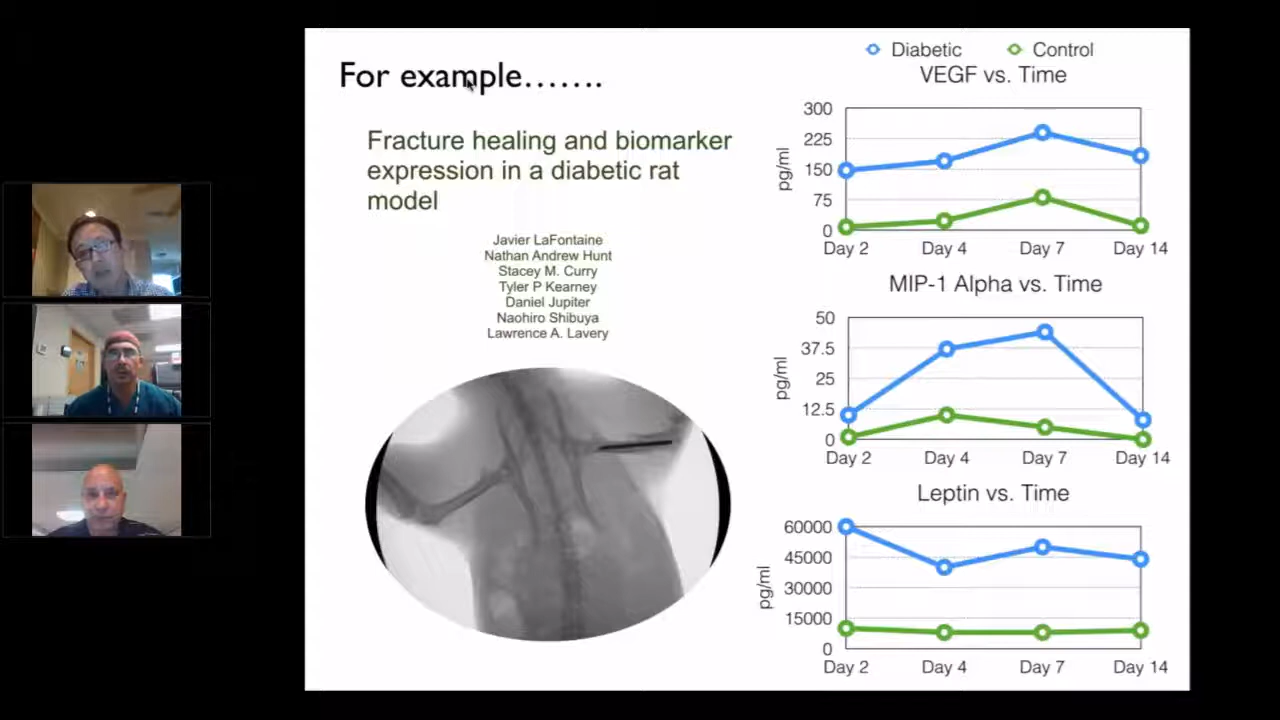 For example.......
Fracture healing and biomarker
expression in a diabetic rat
model
Javier LaFontaine
Nathan Andrew Hunt
Stacey M. Curry
Tyler P Kearney
Daniel Jupiter
Naohiro Shibuya
Lawrence A. Lavery
Diabetic Control
VEGF vs. Time
300
225
150
75
0
pg/ml
Day 2 Day 4 Day 7 Day 14
MIP-1 Alpha vs. Time
50
37.5
25
12.5
0
pg/ml
Day 2 Day 4 Day 7 Day 14
Leptin vs. Time
60000
45000
30000
15000
0
pg/ml
Day 2 Day 4 Day 7 Day 14